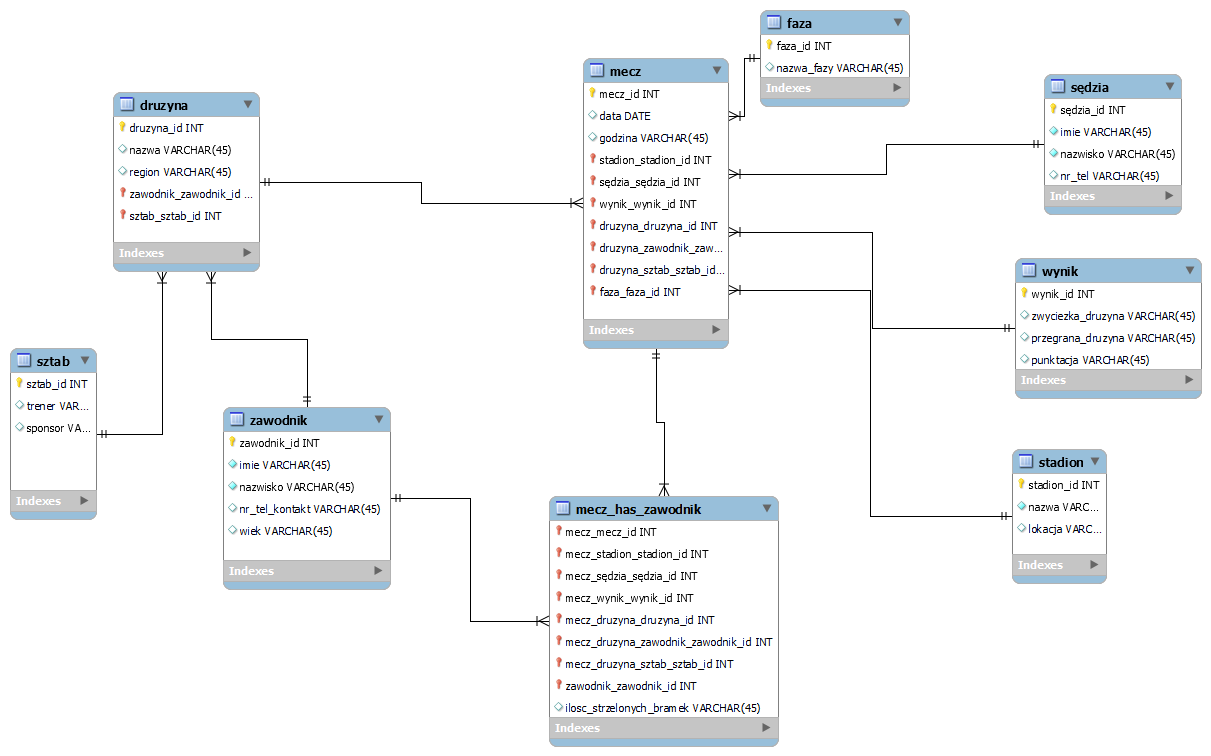 faza
faza_id INT
nazwa_fazy VARCHAR(45)
Indexes
mecz
mecz_id INT
data DATE
godzina VARCHAR(45)
stadion_stadion_id INT
sędzia_sędzia_id INT
wynik_wynik_id INT
druzyna_druzyna_id INT
druzyna_zawodnik_zaw...
druzyna_sztab_sztab_id...
faza_faza_id INT
Indexes
sędzia
sędzia_id INT
imie VARCHAR(45)
nazwisko VARCHAR(45)
nr_tel VARCHAR(45)
Indexes
druzyna
druzyna_id INT
nazwa VARCHAR(45)
region VARCHAR(45)
zawodnik_zawodnik_id ...
sztab_sztab_id INT
Indexes
wynik
wynik_id INT
zwyciezka_druzyna VARCHAR(45)
przegrana_druzyna VARCHAR(45)
punktacja VARCHAR(45)
Indexes
sztab
sztab_id INT
trener VAR...
sponsor VA...
Indexes
zawodnik
zawodnik_id INT
imie VARCHAR(45)
nazwisko VARCHAR(45)
nr_tel_kontakt VARCHAR(45)
wiek VARCHAR(45)
Indexes
stadion
stadion_id INT
nazwa VARC...
lokacja VARC...
Indexes
mecz_has_zawodnik
mecz_mecz_id INT
mecz_stadion_stadion_id INT
mecz_sędzia_sędzia_id INT
mecz_wynik_wynik_id INT
mecz_druzyna_druzyna_id INT
mecz_druzyna_zawodnik_zawodnik_id INT
mecz_druzyna_sztab_sztab_id INT
zawodnik_zawodnik_id INT
ilosc_strzelonych_bramek VARCHAR(45)
Indexes